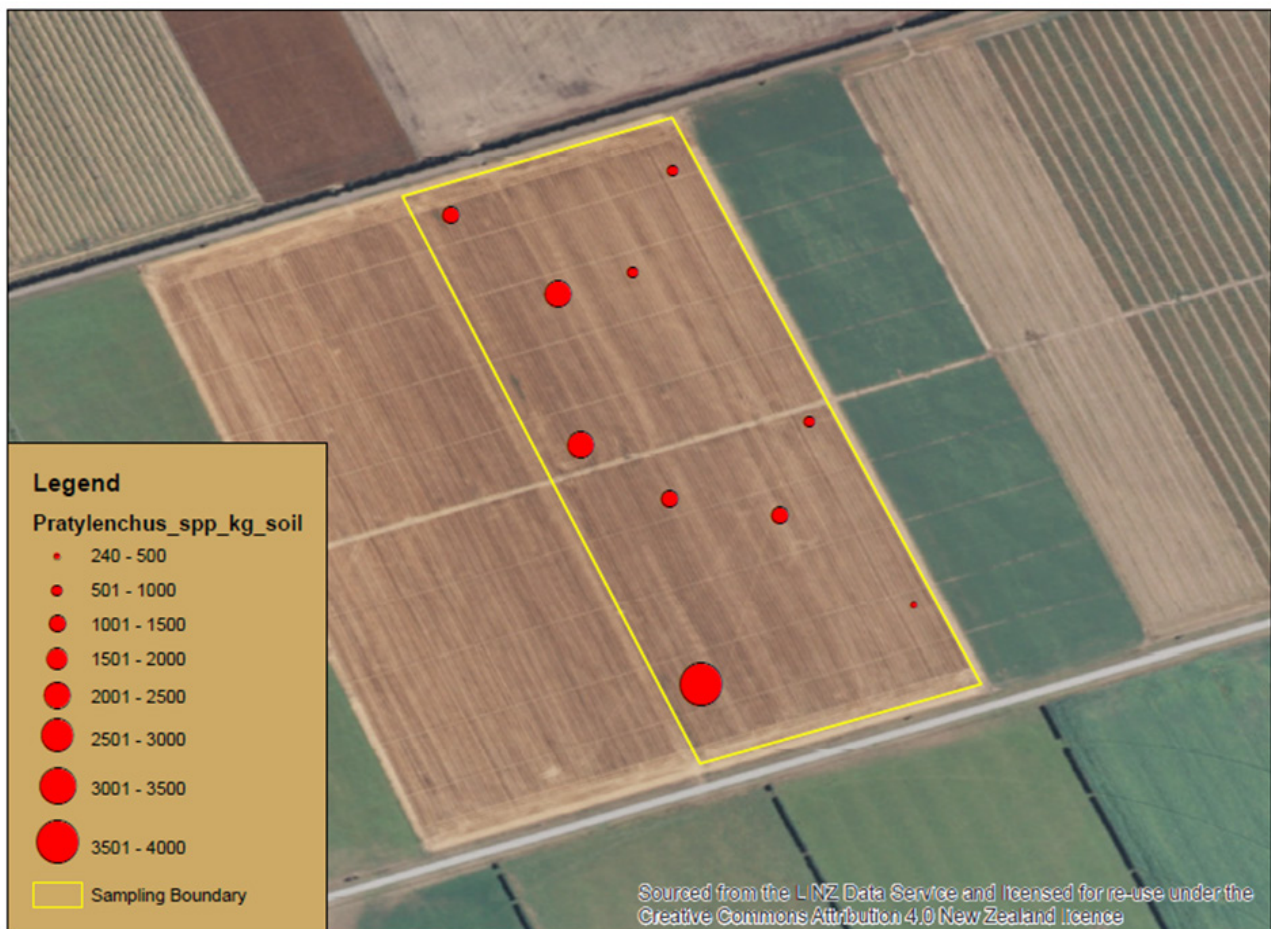 Legend
Pratylenchus_spp_kg_soil
240 - 500
501 - 1000
1001 - 1500
1501 - 2000
2001 - 2500
2501 - 3000
3001 - 3500
3501 - 4000
Sampling Boundary
Sourced from the LINZ Data Service and licensed for re-use under the
Creative Commons Attribution 4.0 New Zealand licence